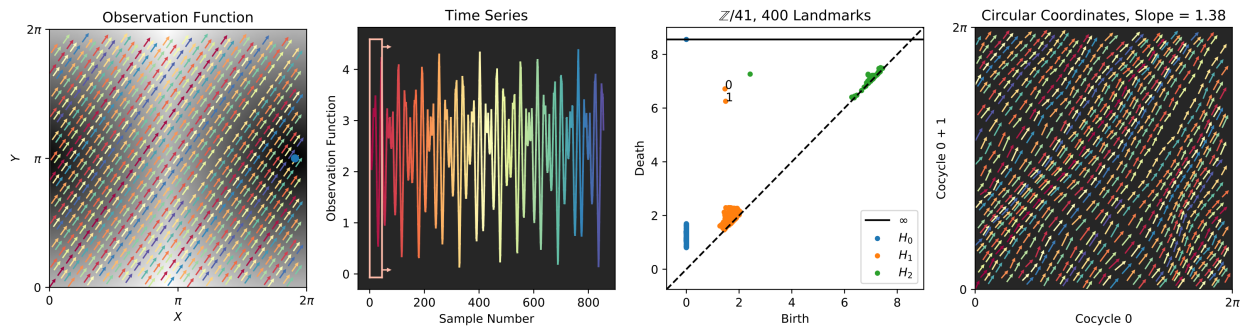 Observation Function
2π
π
0
Y
0
π
2π
X
Time Series
4
3
2
1
0
Observation Function
0
200
400
600
800
Sample Number
ℤ/41, 400 Landmarks
8
6
4
2
0
Death
0
1
∞
H₀
H₁
H₂
0
2
4
6
8
Birth
Circular Coordinates, Slope = 1.38
2π
0
Cocycle 0 + 1
0
2π
Cocycle 0